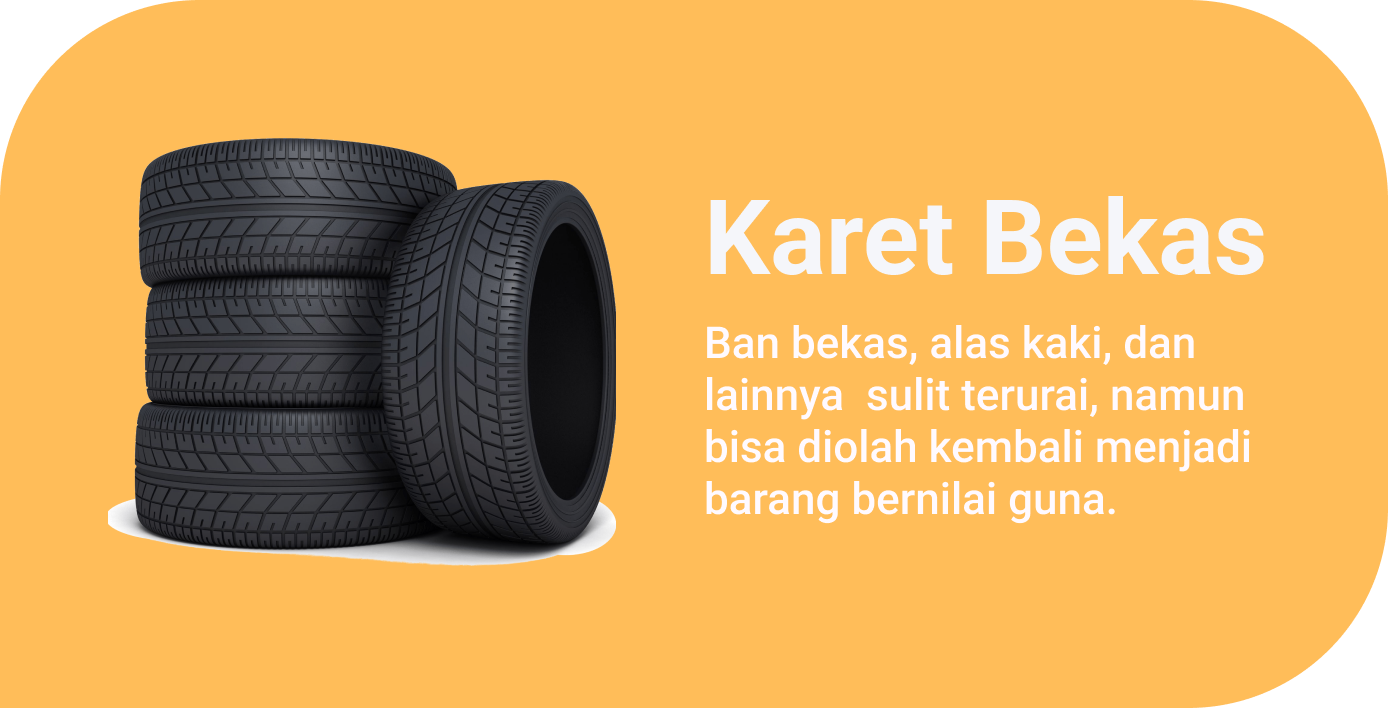 Karet Bekas
Ban bekas, alas kaki, dan
lainnya  sulit terurai, namun
bisa diolah kembali menjadi
barang bernilai guna.